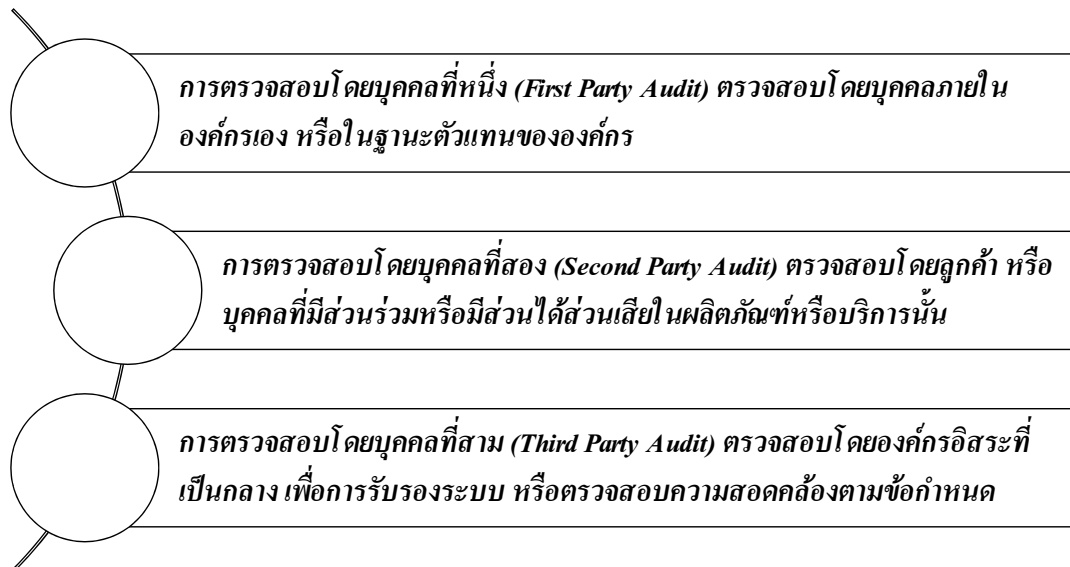 การตรวจสอบโดยบุคคลที่หนึ่ง (First Party Audit) ตรวจสอบโดยบุคคลภายใน
องค์กรเอง หรือในฐานะตัวแทนขององค์กร
การตรวจสอบโดยบุคคลที่สอง (Second Party Audit) ตรวจสอบโดยลูกค้า หรือ
บุคคลที่มีส่วนร่วมหรือมีส่วนได้ส่วนเสียในผลิตภัณฑ์หรือบริการนั้น
การตรวจสอบโดยบุคคลที่สาม (Third Party Audit) ตรวจสอบโดยองค์กรอิสระที่
เป็นกลาง เพื่อการรับรองระบบ หรือตรวจสอบความสอดคล้องตามข้อกำหนด